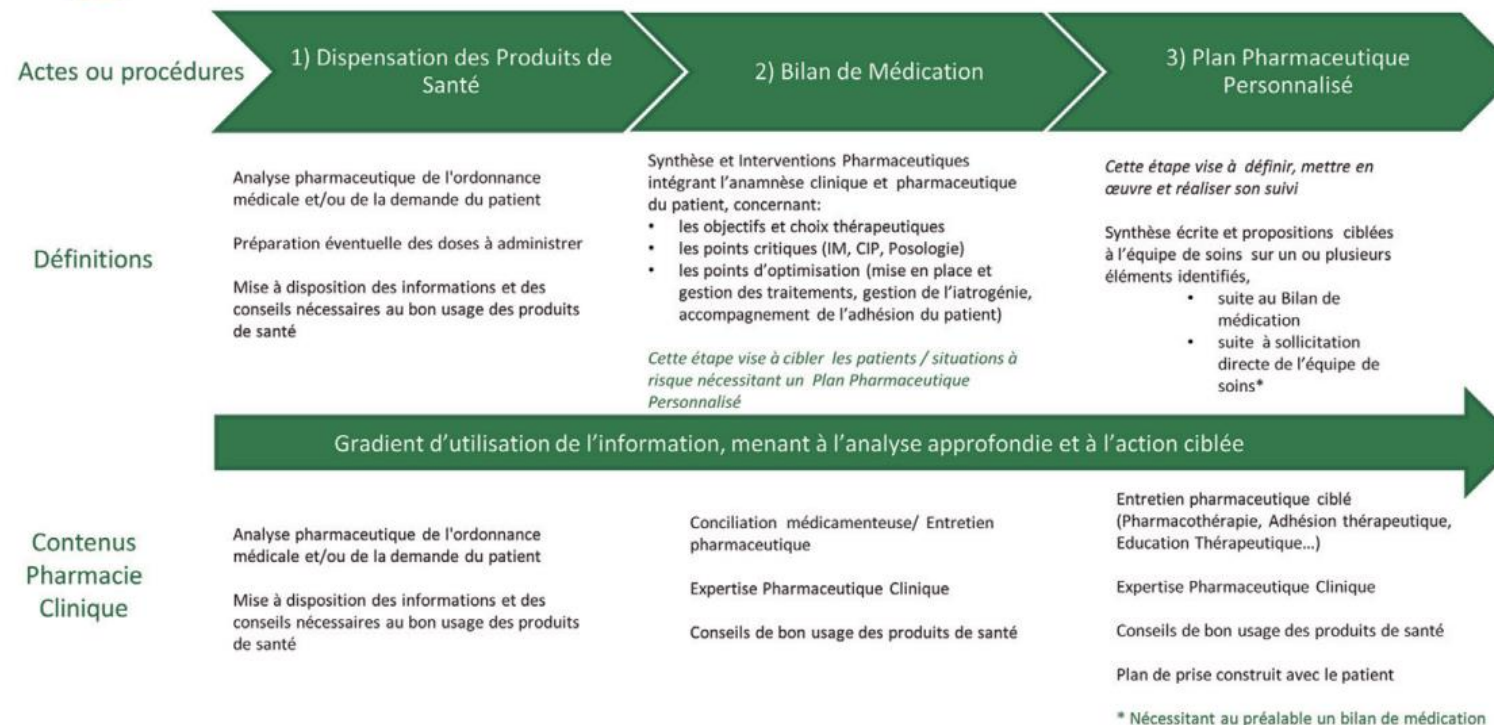 Actes ou procédures
1) Dispensation des Produits de
Santé
2) Bilan de Médication
3) Plan Pharmaceutique
Personnalisé
Définitions
Analyse pharmaceutique de l'ordonnance
médicale et/ou de la demande du patient
Préparation éventuelle des doses à administrer
Mise à disposition des informations et des
conseils nécessaires au bon usage des produits
de santé
Synthèse et Interventions Pharmaceutiques
intégrant l'anamnèse clinique et pharmaceutique
du patient, concernant:
• les objectifs et choix thérapeutiques
• les points critiques (IM, CIP, Posologie)
• les points d'optimisation (mise en place et
gestion des traitements, gestion de l'iatrogénie,
accompagnement de l'adhésion du patient)
Cette étape vise à cibler les patients / situations à
risque nécessitant un Plan Pharmaceutique
Personnalisé
Cette étape vise à définir, mettre en
œuvre et réaliser son suivi
Synthèse écrite et propositions ciblées
à l'équipe de soins sur un ou plusieurs
éléments identifiés,
• suite au Bilan de
médication
• suite à sollicitation
directe de l'équipe de
soins*
Gradient d'utilisation de l'information, menant à l'analyse approfondie et à l'action ciblée
Contenus
Pharmacie
Clinique
Analyse pharmaceutique de l'ordonnance
médicale et/ou de la demande du patient
Mise à disposition des informations et des
conseils nécessaires au bon usage des produits
de santé
Conciliation médicamenteuse/ Entretien
pharmaceutique
Expertise Pharmaceutique Clinique
Conseils de bon usage des produits de santé
Entretien pharmaceutique ciblé
(Pharmacothérapie, Adhésion thérapeutique,
Education Thérapeutique...)
Expertise Pharmaceutique Clinique
Conseils de bon usage des produits de santé
Plan de prise construit avec le patient
* Nécessitant au préalable un bilan de médication